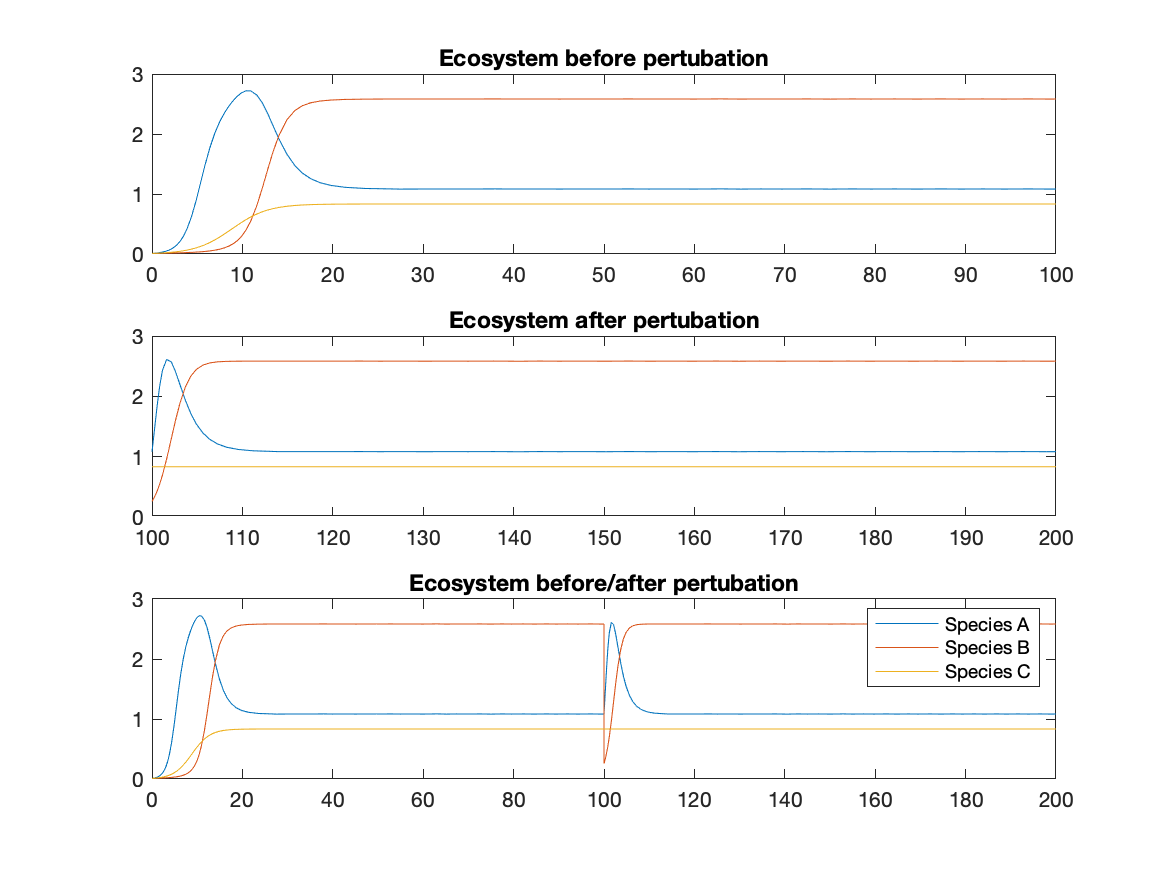 Ecosystem before pertubation
3
2
1
0
0 10 20 30 40 50 60 70 80 90 100
Ecosystem after pertubation
3
2
1
0
100 110 120 130 140 150 160 170 180 190 200
Ecosystem before/after pertubation
3
Species A
Species B
2
Species C
1
0
0 20 40 60 80 100 120 140 160 180 200